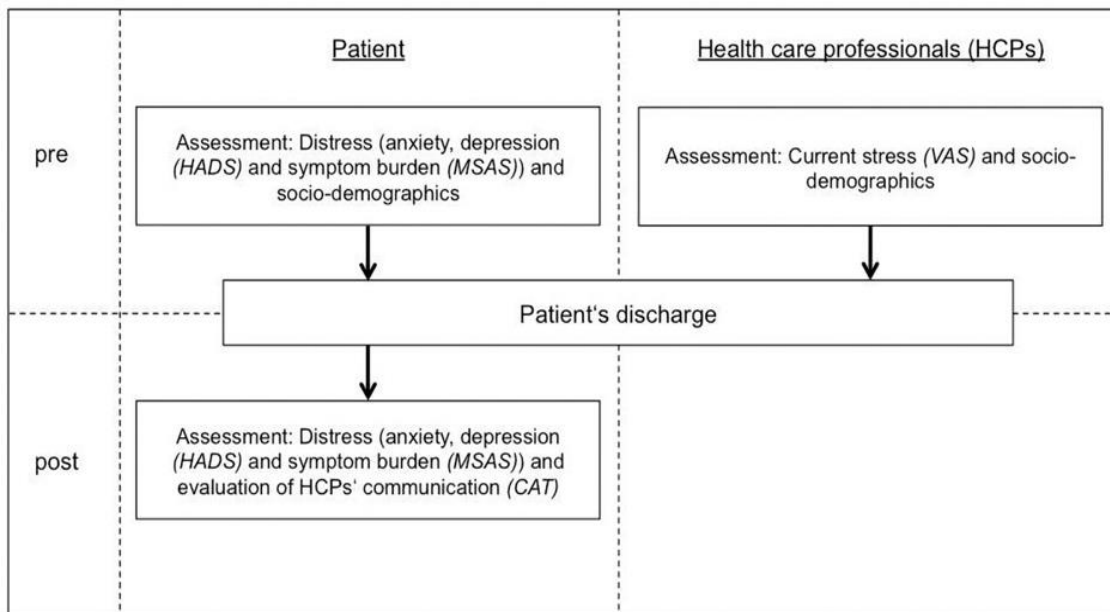 Patient
Health care professionals (HCPs)
pre
Assessment: Distress (anxiety, depression
(HADS) and symptom burden (MSAS)) and
socio-demographics
Assessment: Current stress (VAS) and socio-
demographics
Patient‘s discharge
post
Assessment: Distress (anxiety, depression
(HADS) and symptom burden (MSAS)) and
evaluation of HCPs‘ communication (CAT)